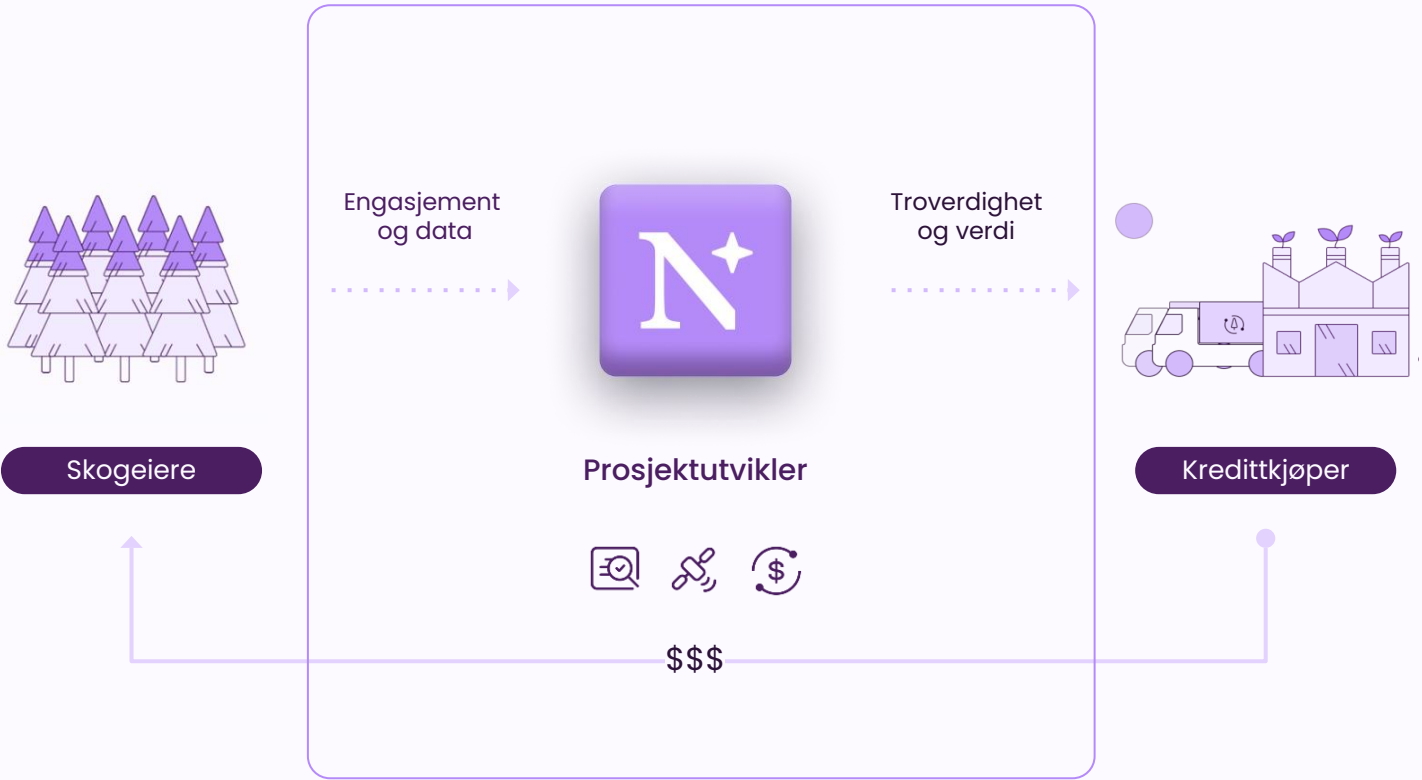 Engasjement
og data
N
Troverdighet
og verdi
Skogeiere
Prosjektutvikler
Kredittkjøper
$
$$$